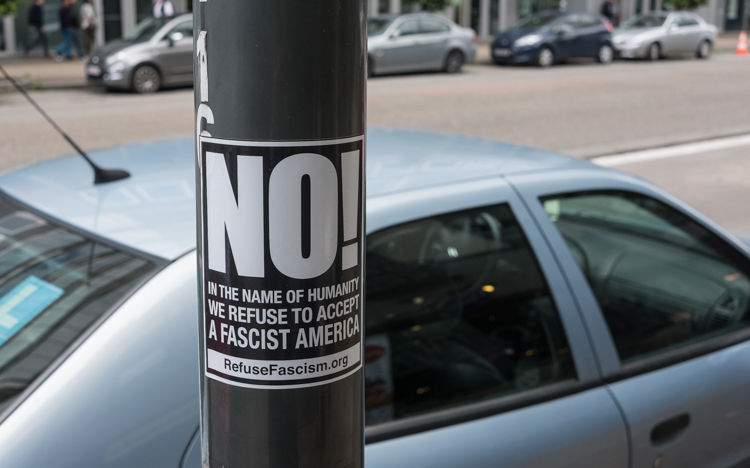 NO!
IN THE NAME OF HUMANITY
WE REFUSE TO ACCEPT
A FASCIST AMERICA
RefuseFascism.org